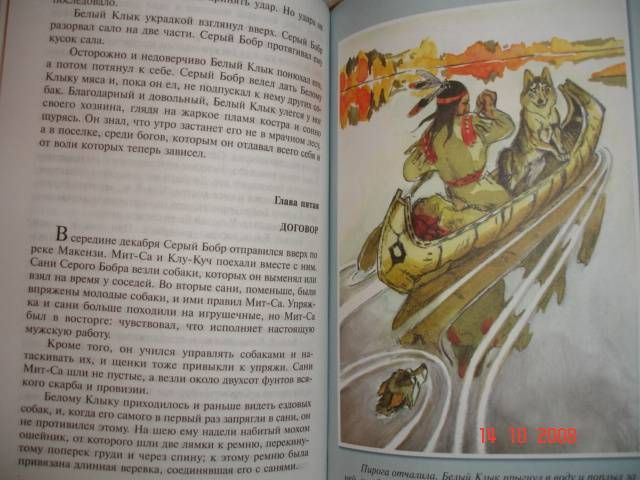 последовало.
Белый Клык украдкой взглянул вверх. Серый Бобр
разорвал сало на две части. Серый Бобр протягивал ему
кусок сала.
Осторожно и недоверчиво Белый Клык понюхал его,
а потом потянул к себе. Серый Бобр велел дать Белому
Клыку мяса и, пока он ел, не подпускал к нему других со-
бак. Благодарный и довольный, Белый Клык улегся у ног
своего хозяина, глядя на жаркое пламя костра и сонно
щурясь. Он знал, что утро застанет его не в мрачном лесу,
а в поселке, среди богов, которым он отдавал всего себя и
от воли которых теперь зависел.
Глава пятая
ДОГОВОР
В середине декабря Серый Бобр отправился вверх по
реке Макензи. Мит-Са и Клу-Куч поехали вместе с ним.
Сани Серого Бобра везли собаки, которых он выменял или
взял на время у соседей. Во вторые сани, поменьше, были
впряжены молодые собаки, и ими правил Мит-Са. Упряж-
ка и сани больше походили на игрушечные, но Мит-Са
был в восторге: чувствовал, что исполняет настоящую
мужскую работу.
Кроме того, он учился управлять собаками и на-
таскивать их, и щенки тоже привыкли к упряжи. Сани
Мит-Са шли не пустые, а везли около двухсот фунтов вся-
кого скарба и провизии.
Белому Клыку приходилось и раньше видеть ездовых
собак, и, когда его самого в первый раз запрягли в сани, он
не противился этому. На шею ему надели набитый мохом
ошейник, от которого шли две лямки к ремню, перекину-
тому поперек груди и через спину; к этому ремню была
привязана длинная веревка, соединявшая его с санями.
14 10 2008
Пирога отчалила. Белый Клык прыгнул в воду и поплыл за